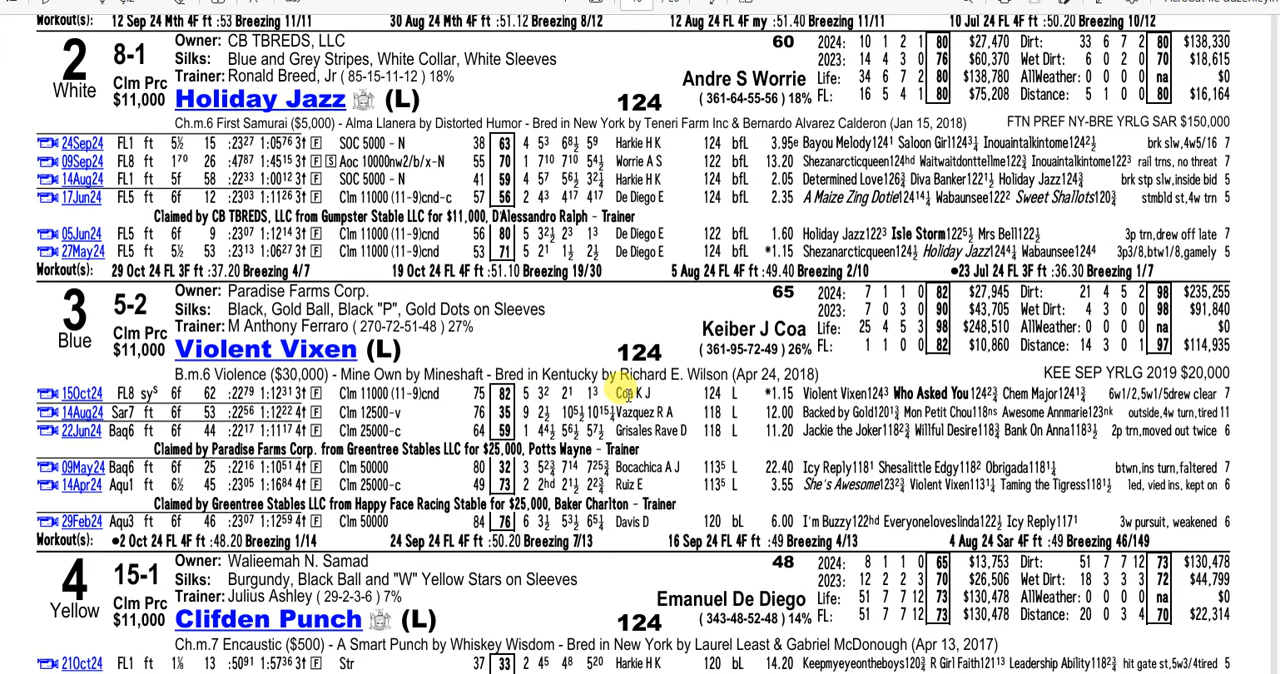 Workout(s): 12 Sep 24 Mth 4F ft :53 Breezing 11/11 30 Aug 24 Mth 4F ft :51.12 Breezing 8/12 12 Aug 24 FL 4F my :51.40 Breezing 11/11 10 Jul 24 FL 4F ft :50.20 Breezing 10/12
2 White 8-1 Clm Prc $11,000
Owner: CB TBREDS, LLC
Silks: Blue and Grey Stripes, White Collar, White Sleeves
Trainer: Ronald Breed, Jr ( 85-15-11-12 ) 18%
Holiday Jazz (L) 124
60
Andre S Worrie
( 361-64-55-56 ) 18%
2024: 10 1 2 1 80 $27,470 Dirt: 33 6 7 2 80 $138,330
2023: 14 4 3 0 76 $60,370 Wet Dirt: 6 0 2 0 70 $18,615
Life: 34 6 7 2 80 $138,780 AllWeather: 0 0 0 0 na $0
FL: 16 5 4 1 80 $75,208 Distance: 5 1 0 0 80 $16,164
Ch.m.6 First Samurai ($5,000) - Alma Llanera by Distorted Humor - Bred in New York by Teneri Farm Inc & Bernardo Alvarez Calderon (Jan 15, 2018) FTN PREF NY-BRE YRLG SAR $150,000
24Sep24 FL1 ft 5½ 15 :2327 1:0576 3† F SOC 5000 - N 38 63 4 53 68½ 59 Harkie H K 124 bfL 3.95e Bayou Melody1241 Saloon Girl1243¼ Inouaintalkintome1242½ brk slw,4w5/16 7
09Sep24 FL8 ft 1⁷⁰ 26 :4787 1:4515 3† F S Aoc 10000nw2/b/x-N 55 70 1 710 710 54½ Worrie A S 122 bfL 13.20 Shezanarcticqueen124hd Waitwaitdonttellme122¾ Inouaintalkintome1223 rail trns, no threat 7
14Aug24 FL1 ft 5f 58 :2233 1:0012 3† F SOC 5000 - N 41 59 4 57 56½ 32¼ Harkie H K 124 bfL 2.05 Determined Love126¾ Diva Banker1221½ Holiday Jazz124¾ brk stp slw,inside bid 5
17Jun24 FL5 ft 6f 12 :2303 1:1126 3† F Clm 11000 (11-9)cnd 57 56 2 43 417 417 De Diego E 124 bfL 2.35 A Maize Zing Dotie12414¼ Wabaunsee1222 Sweet Shallots120¾ stmbld st,4w trn 5
Claimed by CB TBREDS, LLC from Gumpster Stable LLC for $11,000, D'Alessandro Ralph - Trainer
05Jun24 FL5 ft 6f 9 :2307 1:1214 3† F Clm 11000 (11-9)cnd 56 80 5 32½ 23 13 De Diego E 122 bfL 1.60 Holiday Jazz1223 Isle Storm1225½ Mrs Bell122½ 3p trn,drew off late 7
27May24 FL5 ft 5½ 53 :2313 1:0627 3† F Clm 11000 (11-9)cnd 53 71 5 21 1½ 2½ De Diego E 124 bfL *1.15 Shezanarcticqueen124½ Holiday Jazz1244¼ Wabaunsee1244 3p3/8,btw1/8,gamely 5
Workout(s): 29 Oct 24 FL 3F ft :37.20 Breezing 4/7 19 Oct 24 FL 4F ft :51.10 Breezing 19/30 5 Aug 24 FL 4F ft :49.40 Breezing 2/10 ●23 Jul 24 FL 3F ft :36.30 Breezing 1/7
3 Blue 5-2 Clm Prc $11,000
Owner: Paradise Farms Corp.
Silks: Black, Gold Ball, Black "P", Gold Dots on Sleeves
Trainer: M Anthony Ferraro ( 270-72-51-48 ) 27%
Violent Vixen (L) 124
65
Keiber J Coa
( 361-95-72-49 ) 26%
2024: 7 1 1 0 82 $27,945 Dirt: 21 4 5 2 98 $235,255
2023: 7 0 3 0 90 $43,705 Wet Dirt: 4 3 0 0 98 $91,840
Life: 25 4 5 3 98 $248,510 AllWeather: 0 0 0 0 na $0
FL: 1 1 0 0 82 $10,860 Distance: 14 3 0 1 97 $114,935
B.m.6 Violence ($30,000) - Mine Own by Mineshaft - Bred in Kentucky by Richard E. Wilson (Apr 24, 2018) KEE SEP YRLG 2019 $20,000
15Oct24 FL8 syˢ 6f 62 :2279 1:1231 3† F Clm 11000 (11-9)cnd 75 82 5 32 21 13 Coa K J 124 L *1.15 Violent Vixen1243 Who Asked You1242¾ Chem Major1241¾ 6w1/2,5w,drew clear 7
14Aug24 Sar7 ft 6f 53 :2256 1:1222 4† F Clm 12500-v 76 35 9 2½ 105½ 1015¼ Vazquez R A 118 L 12.00 Backed by Gold1201¾ Mon Petit Chou118ns Awesome Annmarie123nk outside,4w turn,tired 11
22Jun24 Baq6 ft 6f 44 :2217 1:1117 4† F Clm 25000-c 64 59 1 44½ 56½ 57½ Grisales Rave D 118 L 11.20 Jackie the Joker1182¾ Willful Desire118¾ Bank On Anna1183½ 2p trn,moved out twice 6
Claimed by Paradise Farms Corp. from Greentree Stables LLC for $25,000, Potts Wayne - Trainer
09May24 Baq6 ft 6f 25 :2216 1:1051 4† F Clm 50000 80 32 3 52¾ 714 725¾ Bocachica A J 113⁵ L 22.40 Icy Reply1181 Shesalittle Edgy1182 Obrigada1181¼ btwn,ins turn,faltered 7
14Apr24 Aqu1 ft 6½ 45 :2305 1:1684 4† F Clm 25000-c 49 73 2 2hd 21½ 22¾ Ruiz E 113⁵ L 3.55 She's Awesome1232¾ Violent Vixen1131¼ Taming the Tigress1181½ led, vied ins, kept on 6
Claimed by Greentree Stables LLC from Happy Face Racing Stable for $25,000, Baker Charlton - Trainer
29Feb24 Aqu3 ft 6f 46 :2307 1:1259 4† F Clm 50000 84 76 6 3½ 53½ 65¼ Davis D 120 bL 6.00 I'm Buzzy122hd Everyoneloveslinda122½ Icy Reply1171 3w pursuit, weakened 6
Workout(s): ●2 Oct 24 FL 4F ft :48.20 Breezing 1/14 24 Sep 24 FL 4F ft :50.20 Breezing 7/13 16 Sep 24 FL 4F ft :49 Breezing 4/13 4 Aug 24 Sar 4F ft :49 Breezing 46/149
4 Yellow 15-1 Clm Prc $11,000
Owner: Walieemah N. Samad
Silks: Burgundy, Black Ball and "W" Yellow Stars on Sleeves
Trainer: Julius Ashley ( 29-2-3-6 ) 7%
Clifden Punch (L) 124
48
Emanuel De Diego
( 343-48-52-48 ) 14%
2024: 8 1 1 0 65 $13,753 Dirt: 51 7 7 12 73 $130,478
2023: 12 2 2 3 70 $26,506 Wet Dirt: 18 3 3 3 72 $44,799
Life: 51 7 7 12 73 $130,478 AllWeather: 0 0 0 0 na $0
FL: 51 7 7 12 73 $130,478 Distance: 20 0 3 4 70 $22,314
Ch.m.7 Encaustic ($500) - A Smart Punch by Whiskey Wisdom - Bred in New York by Laurel Least & Gabriel McDonough (Apr 13, 2017)
21Oct24 FL1 ft 1⅛ 13 :5091 1:5736 3† F Str 37 33 2 45 48 520 Harkie H K 120 bL 14.20 Keepmyeyeontheboys120¾ R Girl Faith12113 Leadership Ability1182¾ hit gate st,5w3/4tired 5